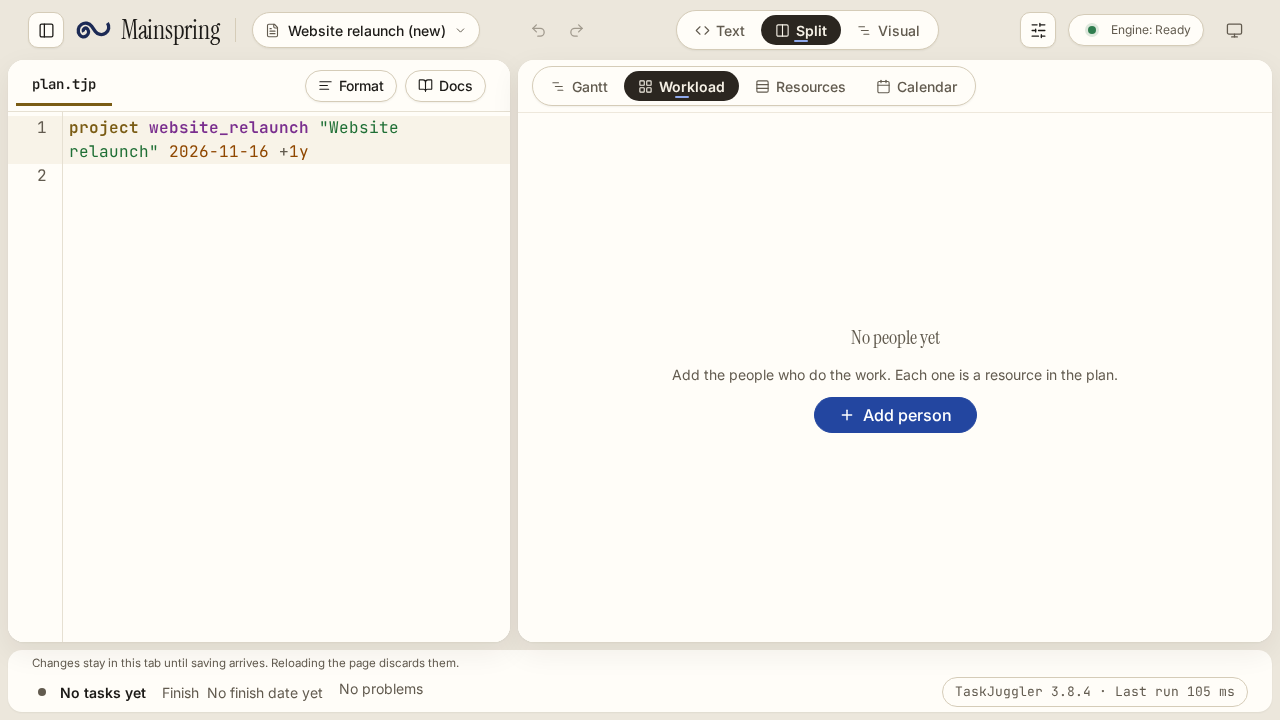 Mainspring
Website relaunch (new)
Text
Split
Visual
Engine: Ready
plan.tjp
Format
Docs
Gantt
Workload
Resources
Calendar
1 project website_relaunch "Website
relaunch" 2026-11-16 +1y
2
No people yet
Add the people who do the work. Each one is a resource in the plan.
Add person
Changes stay in this tab until saving arrives. Reloading the page discards them.
No tasks yet Finish No finish date yet No problems
TaskJuggler 3.8.4 · Last run 105 ms